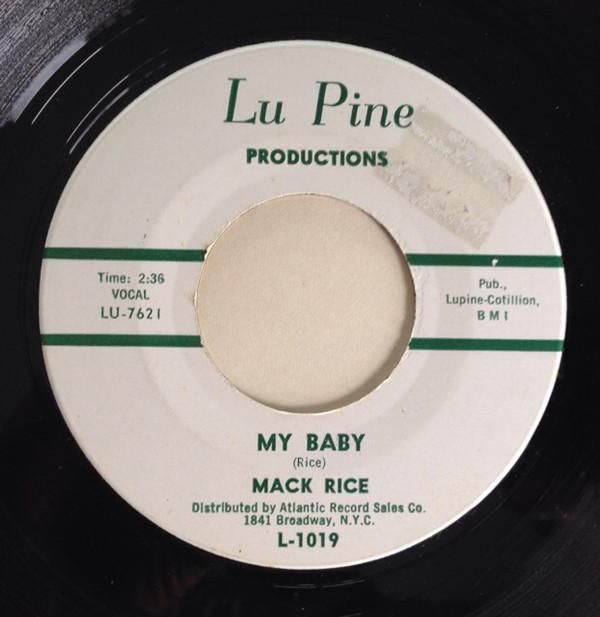 Lu Pine
PRODUCTIONS
Time: 2:36
VOCAL
LU-7621
Pub.,
Lupine-Cotillion,
BMI
MY BABY
(Rice)
MACK RICE
Distributed by Atlantic Record Sales Co.
1841 Broadway, N.Y.C.
L-1019